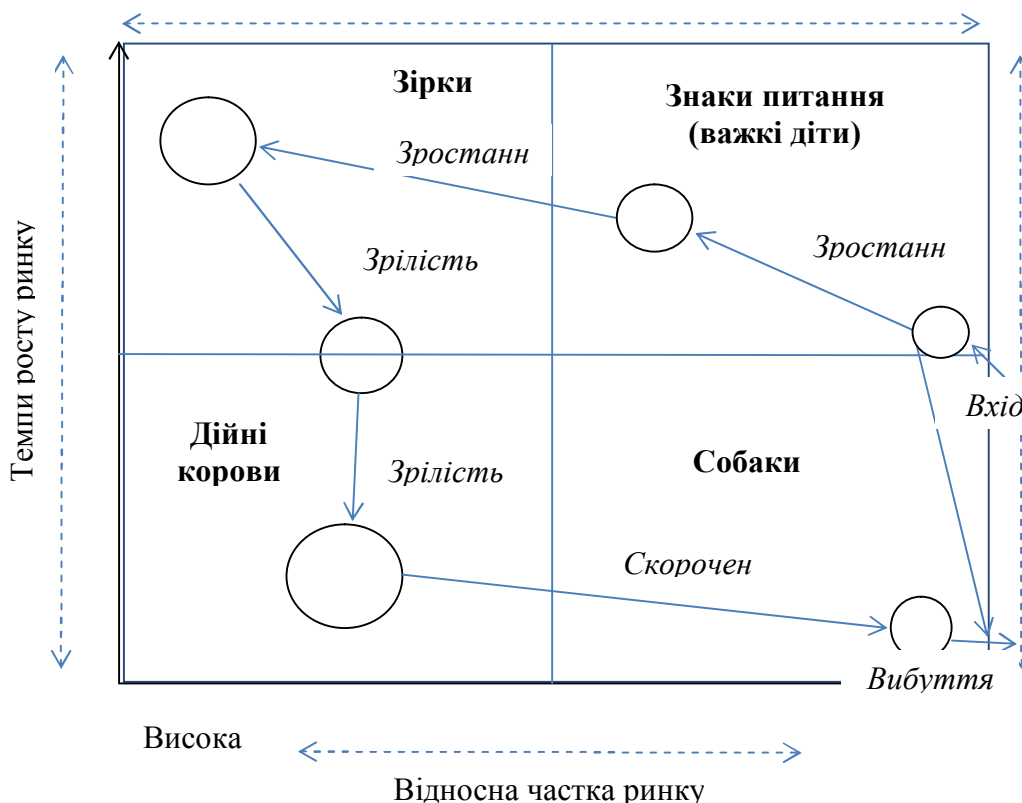 Зірки
Знаки питання
(важкі діти)
Зростанн
Зростанн
Зрілість
Темпи росту ринку
Вхід
Дійні
корови
Собаки
Зрілість
Скорочен
Вибуття
Висока
Відносна частка ринку